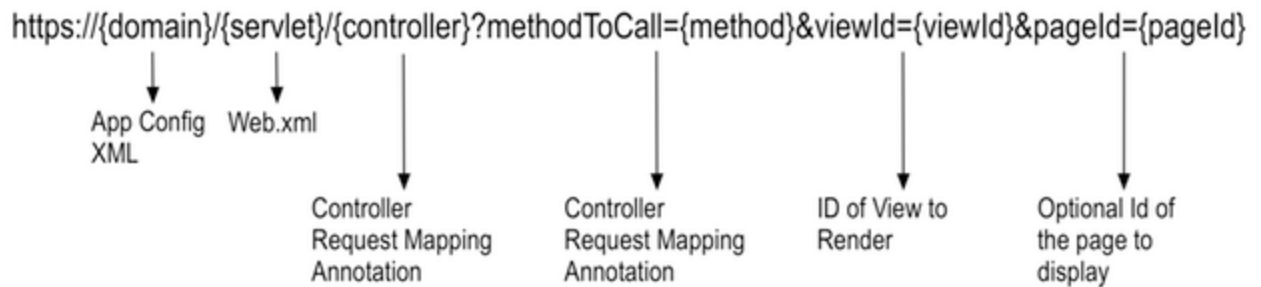 https://{domain}/{servlet}/{controller}?methodToCall={method}&viewId={viewId}&pageId={pageId}
App Config
XML
Web.xml
Controller
Request Mapping
Annotation
Controller
Request Mapping
Annotation
ID of View to
Render
Optional Id of
the page to
display